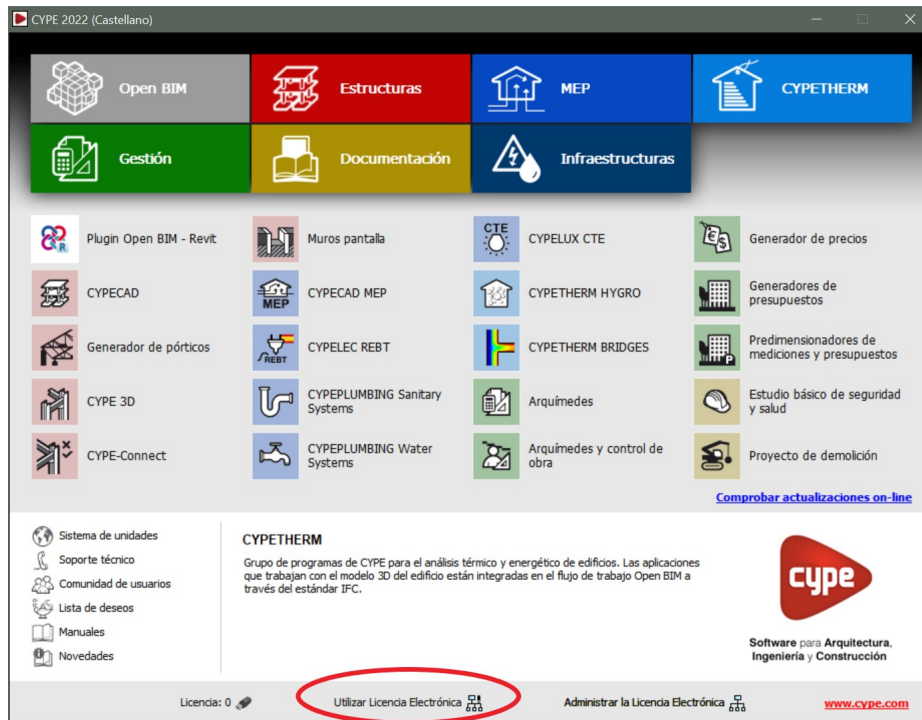 CYPE 2022 (Castellano)
Open BIM
Estructuras
MEP
CYPETHERM
Gestión
Documentación
Infraestructuras
R
Plugin Open BIM - Revit
Muros pantalla
CTE
CYPELUX CTE
€
$
Generador de precios
CYPECAD
MEP
CYPECAD MEP
CYPETHERM HYGRO
Generadores de
presupuestos
Generador de pórticos
REBT
CYPELEC REBT
CYPETHERM BRIDGES
P
Predimensionadores de
mediciones y presupuestos
CYPE 3D
CYPEPLUMBING Sanitary
Systems
Arquímedes
Estudio básico de seguridad
y salud
CYPE-Connect
CYPEPLUMBING Water
Systems
Arquímedes y control de
obra
Proyecto de demolición
Comprobar actualizaciones on-line
Sistema de unidades
Soporte técnico
Comunidad de usuarios
Lista de deseos
Manuales
Novedades
CYPETHERM
Grupo de programas de CYPE para el análisis térmico y energético de edificios. Las aplicaciones
que trabajan con el modelo 3D del edificio están integradas en el flujo de trabajo Open BIM a
través del estándar IFC.
cype
Software para Arquitectura,
Ingeniería y Construcción
Licencia: 0
Utilizar Licencia Electrónica
Administrar la Licencia Electrónica
www.cype.com